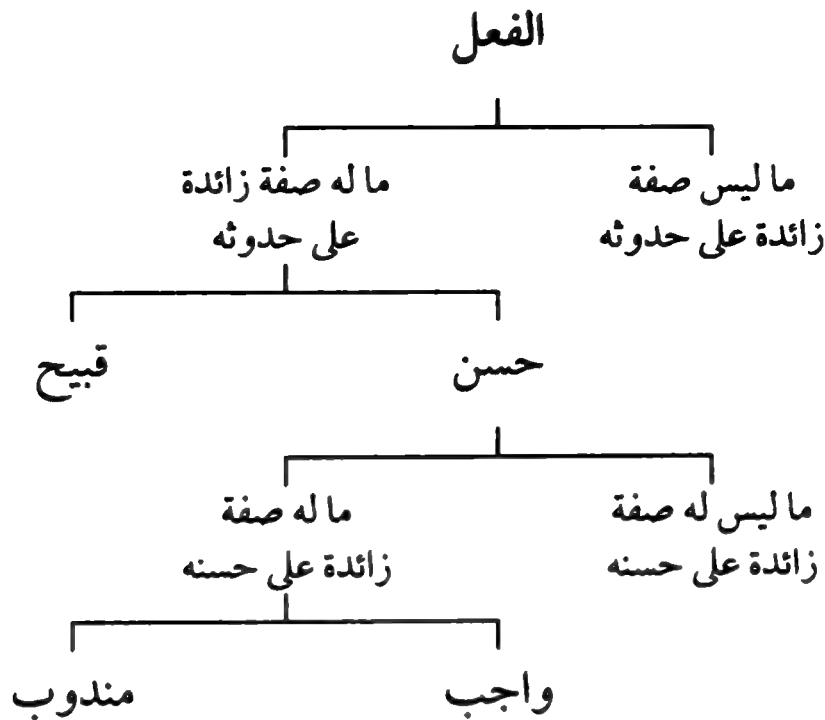 الفعل
ما ليس صفة
زائدة على حدوثه
ما له صفة زائدة
على حدوثه
حسن
قبيح
ما ليس له صفة
زائدة على حسنه
ما له صفة
زائدة على حسنه
واجب
مندوب